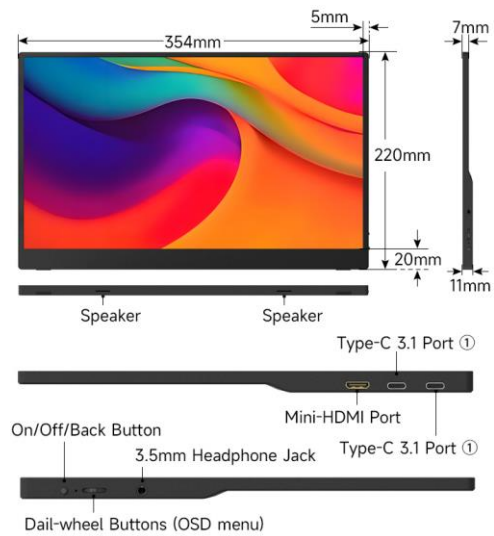 5mm
7mm
354mm
220mm
20mm
11mm
Speaker
Speaker
Type-C 3.1 Port ①
Mini-HDMI Port
On/Off/Back Button
Type-C 3.1 Port ①
3.5mm Headphone Jack
Dail-wheel Buttons (OSD menu)